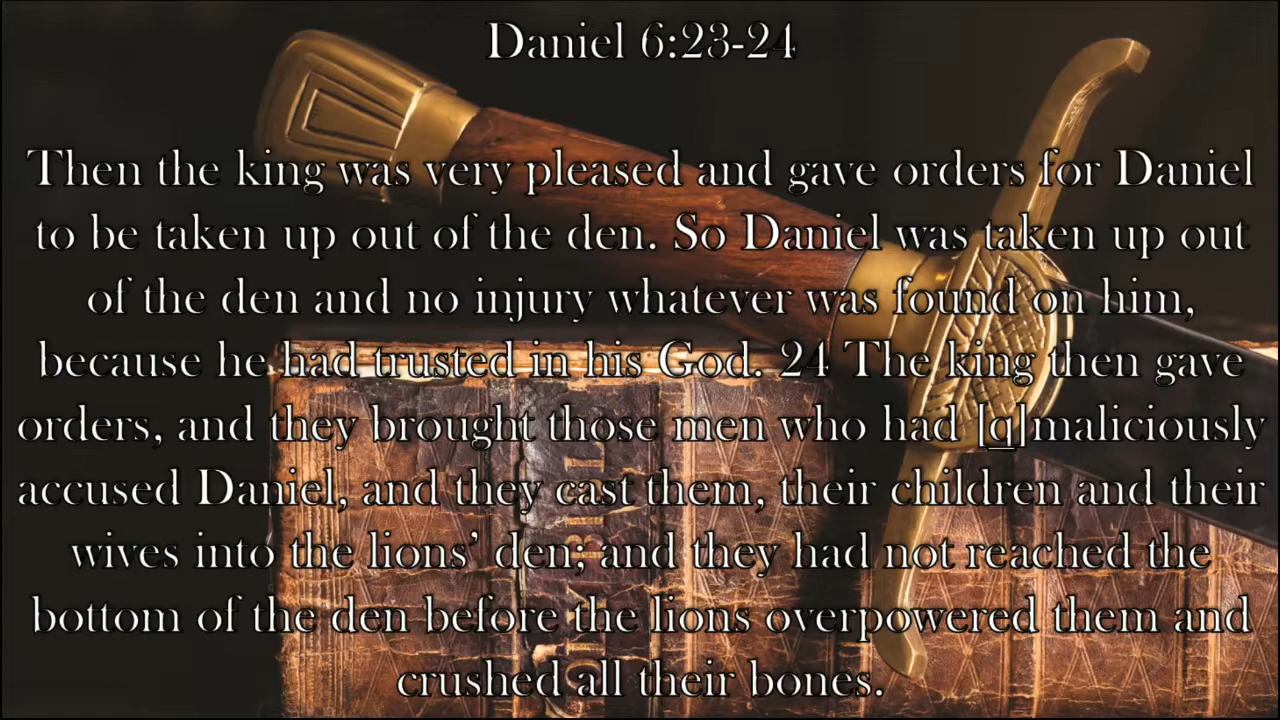 Daniel 6:23-24
Then the king was very pleased and gave orders for Daniel
to be taken up out of the den. So Daniel was taken up out
of the den and no injury whatever was found on him,
because he had trusted in his God. 24 The king then gave
orders, and they brought those men who had [q]maliciously
accused Daniel, and they cast them, their children and their
wives into the lions’ den; and they had not reached the
bottom of the den before the lions overpowered them and
crushed all their bones.